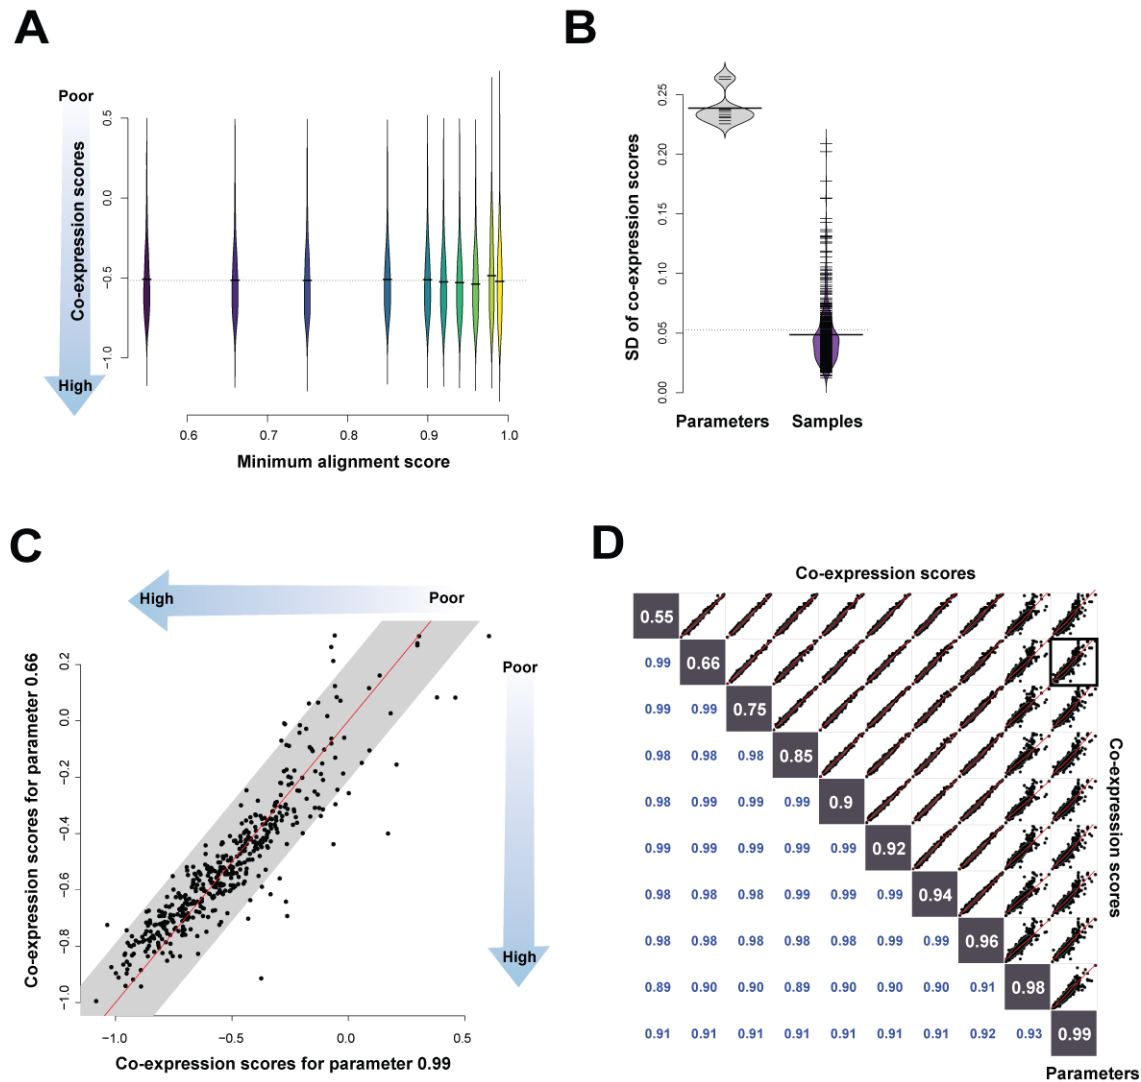 A
Poor
Co-expression scores
High
0.5
0.0
−0.5
−1.0
0.6 0.7 0.8 0.9 1.0
Minimum alignment score
B
SD of co-expression scores
0.25
0.20
0.15
0.10
0.05
0.00
Parameters Samples
C
High Poor
Co-expression scores for parameter 0.66
0.2
0.0
−0.2
−0.4
−0.6
−0.8
−1.0
Poor
High
−1.0 −0.5 0.0 0.5
Co-expression scores for parameter 0.99
D
Co-expression scores
0.55
0.99 0.66
0.99 0.99 0.75
0.98 0.98 0.98 0.85
0.98 0.99 0.99 0.99 0.9
0.99 0.99 0.99 0.99 0.99 0.92
0.98 0.98 0.98 0.99 0.99 0.99 0.94
0.98 0.98 0.98 0.98 0.98 0.99 0.99 0.96
0.89 0.90 0.90 0.89 0.90 0.90 0.90 0.91 0.98
0.91 0.91 0.91 0.91 0.91 0.91 0.91 0.92 0.93 0.99
Co-expression scores
Parameters